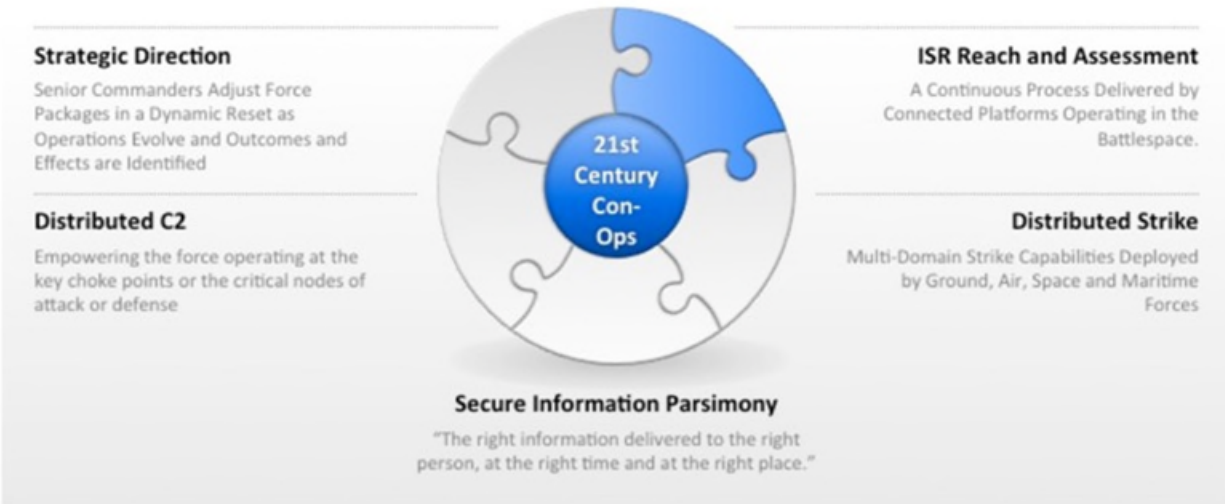 Strategic Direction
Senior Commanders Adjust Force
Packages in a Dynamic Reset as
Operations Evolve and Outcomes and
Effects are Identified
Distributed C2
Empowering the force operating at the
key choke points or the critical nodes of
attack or defense
21st
Century
Con-
Ops
ISR Reach and Assessment
A Continuous Process Delivered by
Connected Platforms Operating in the
Battlespace.
Distributed Strike
Multi-Domain Strike Capabilities Deployed
by Ground, Air, Space and Maritime
Forces
Secure Information Parsimony
"The right information delivered to the right
person, at the right time and at the right place."